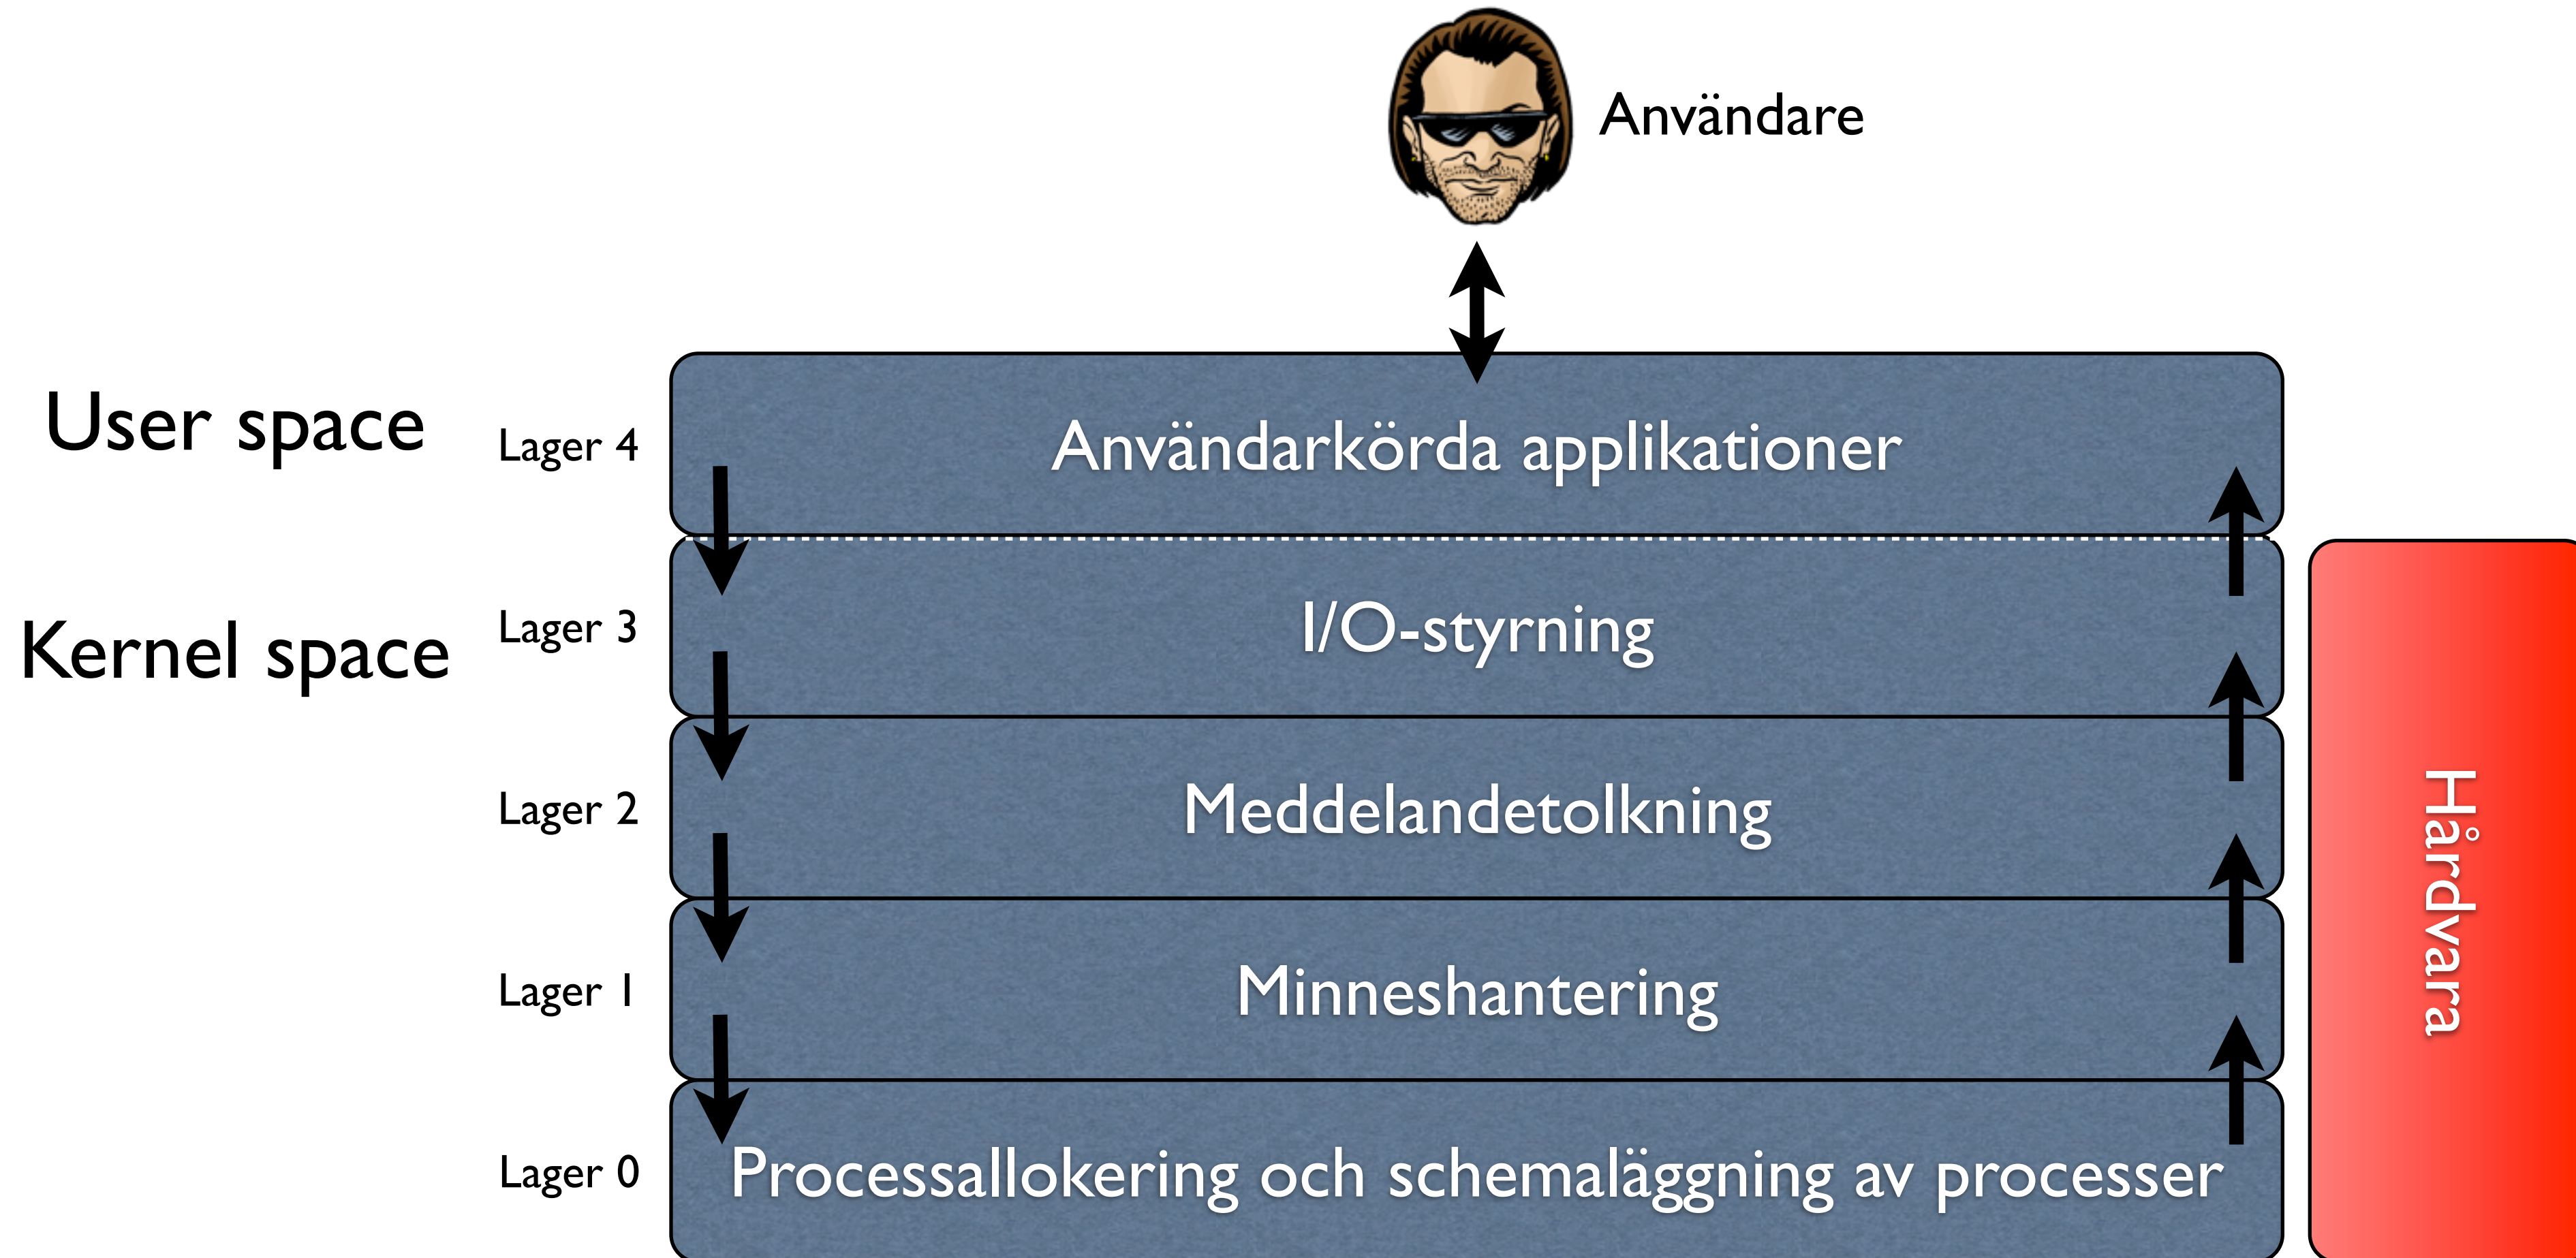 Användare
User space
Lager 4
Användarkörda applikationer
Kernel space
Lager 3
I/O-styrning
Lager 2
Meddelandetolkning
Hårdvara
Lager 1
Minneshantering
Lager 0
Processallokering och schemaläggning av processer